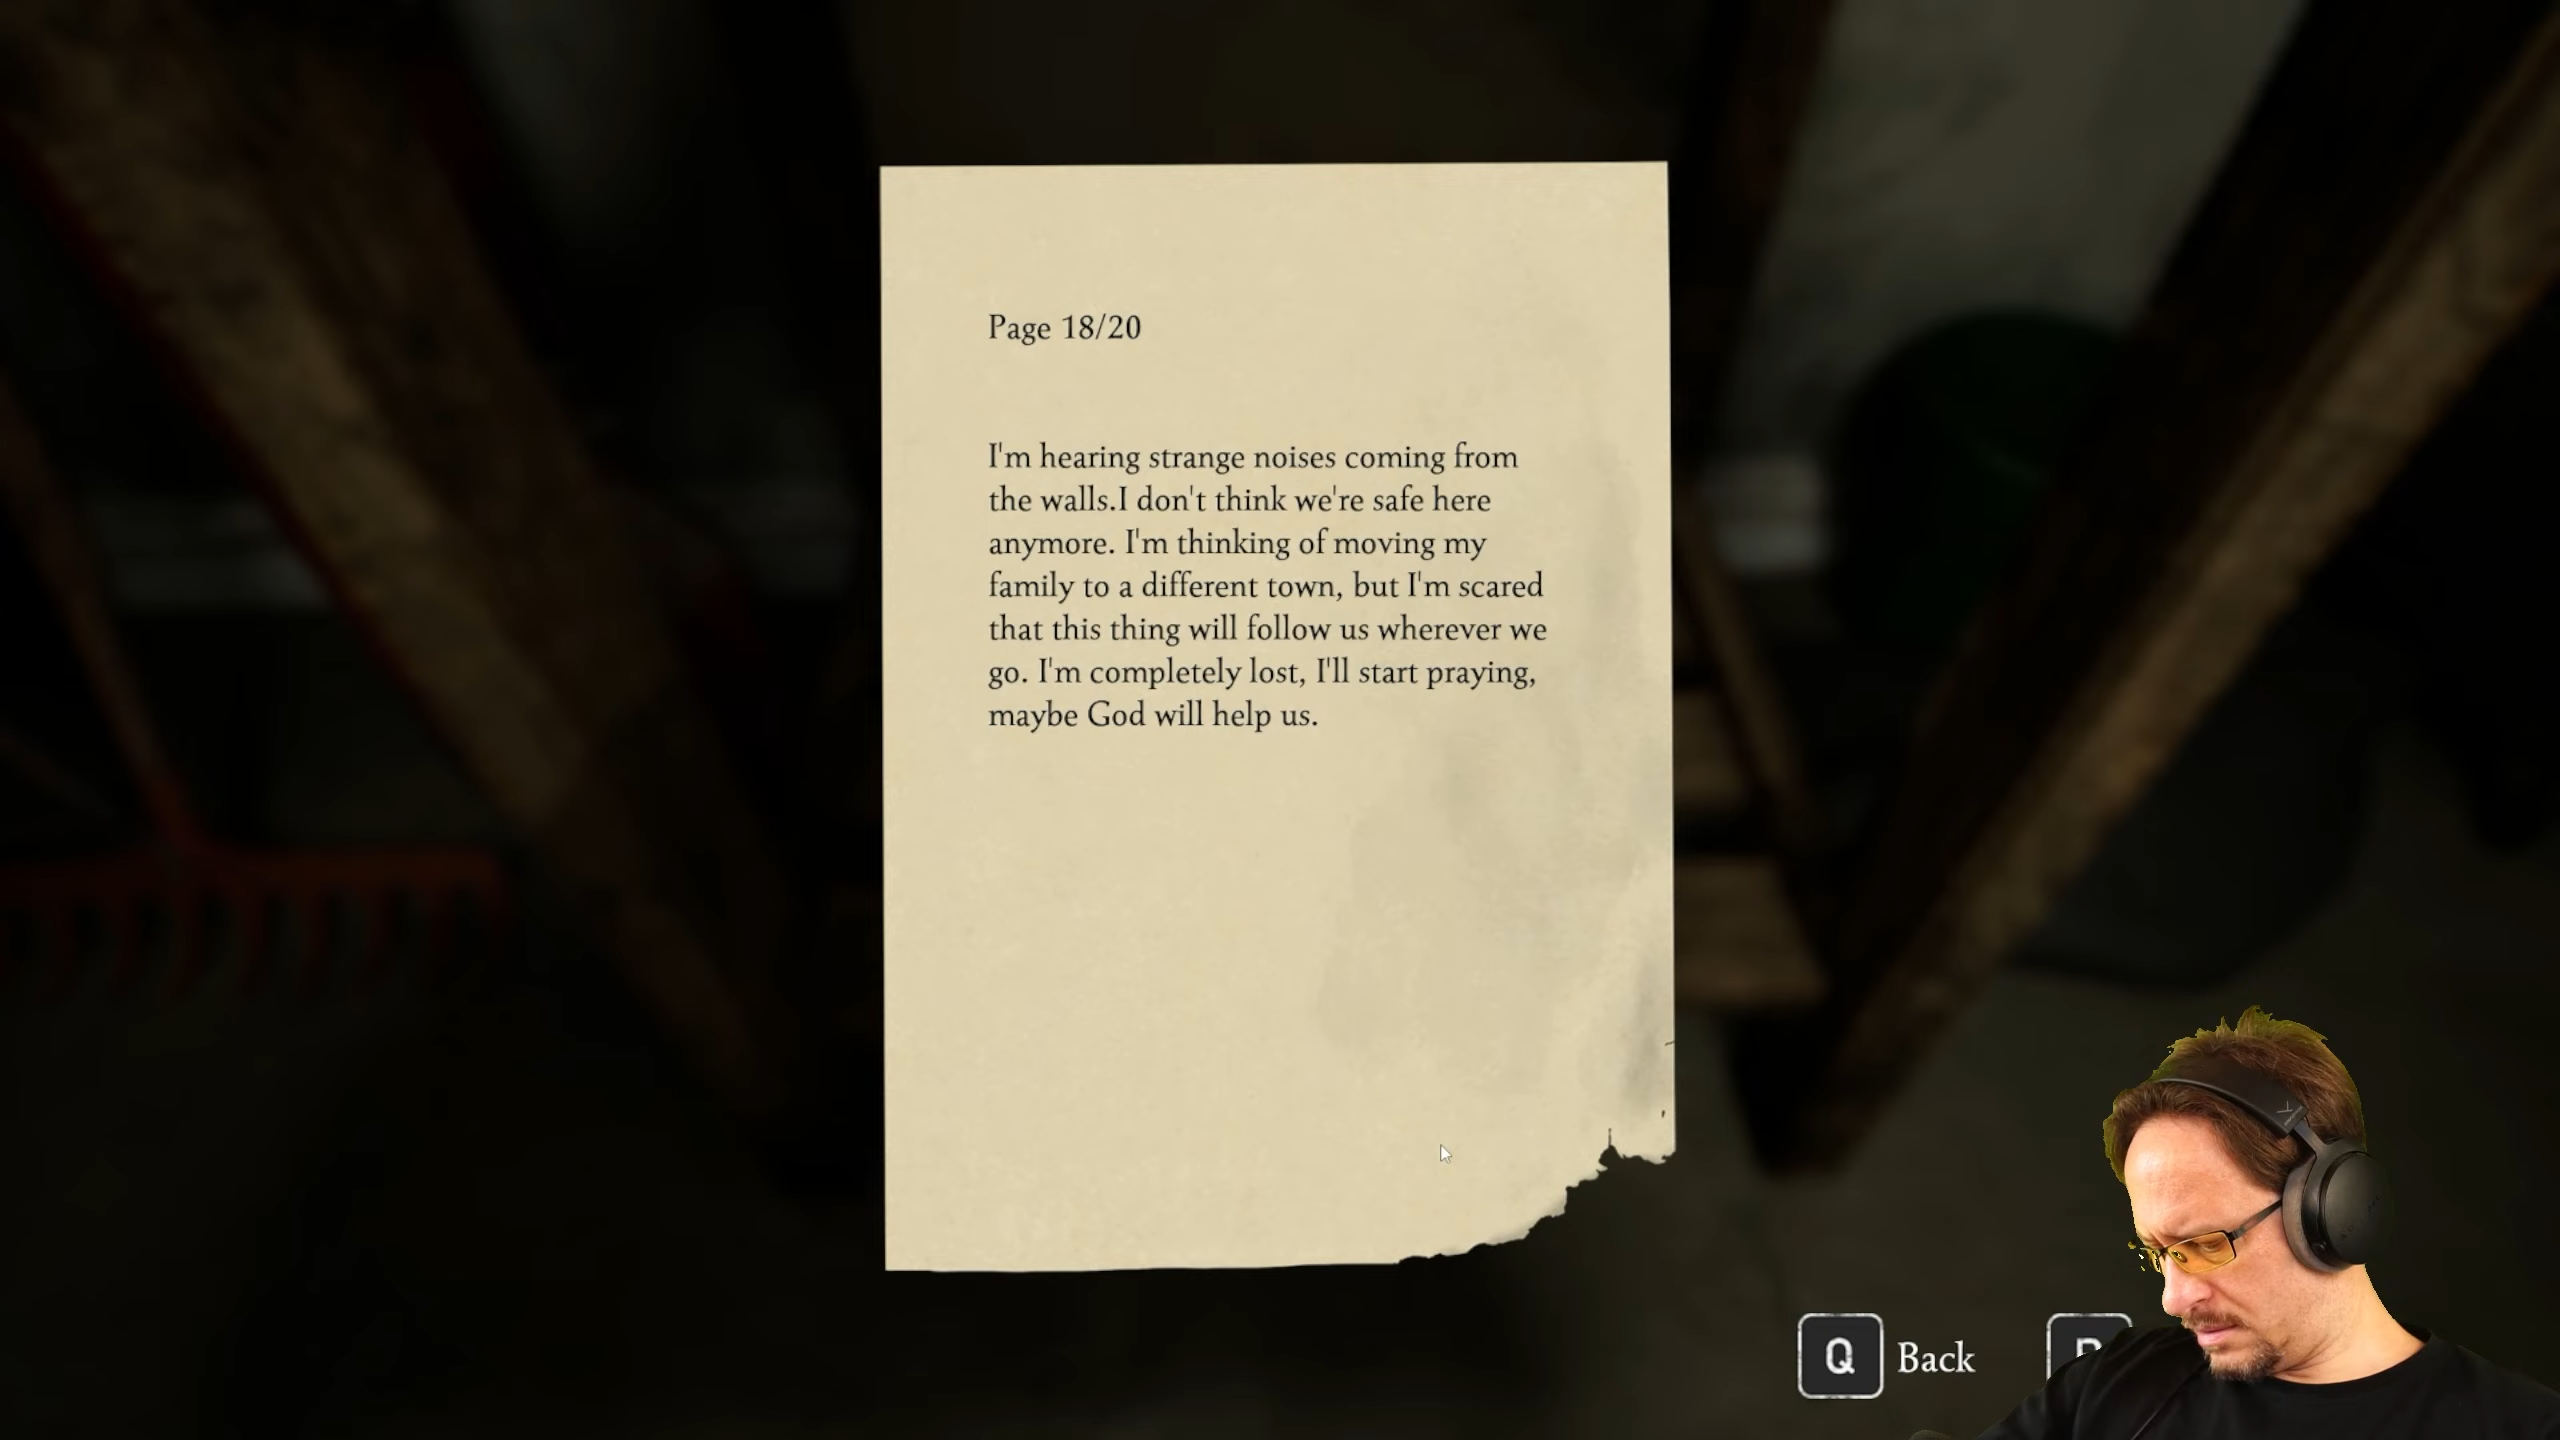 Page 18/20
I'm hearing strange noises coming from
the walls.I don't think we're safe here
anymore. I'm thinking of moving my
family to a different town, but I'm scared
that this thing will follow us wherever we
go. I'm completely lost, I'll start praying,
maybe God will help us.
Q Back